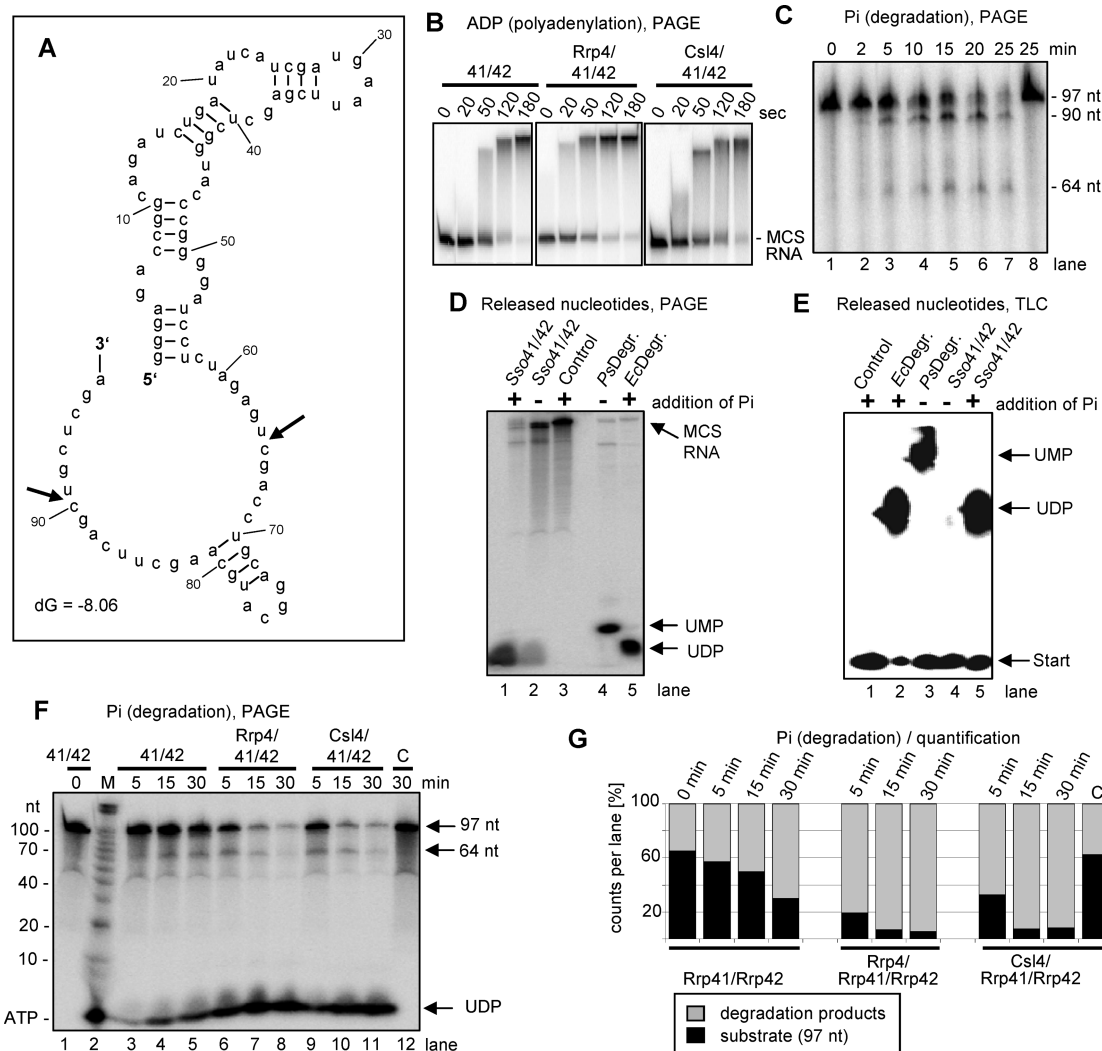 A
30
20
10
40
50
60
70
80
90
3‘
5‘
dG = -8.06
B
ADP (polyadenylation), PAGE
41/42
Rrp4/
41/42
Csl4/
41/42
0 20 50 120 180 0 20 50 120 180 0 20 50 120 180 sec
- MCS
RNA
C
Pi (degradation), PAGE
0 2 5 10 15 20 25 25 min
- 97 nt
- 90 nt
- 64 nt
1 2 3 4 5 6 7 8 lane
D
Released nucleotides, PAGE
Sso41/42 Sso41/42 Control PsDegr. EcDegr.
+ - + - + addition of Pi
MCS
RNA
UMP
UDP
1 2 3 4 5 lane
E
Released nucleotides, TLC
Control EcDegr. PsDegr. Sso41/42 Sso41/42
+ + - - + addition of Pi
UMP
UDP
Start
1 2 3 4 5 lane
F
Pi (degradation), PAGE
41/42 41/42 Rrp4/ 41/42 Csl4/ 41/42 C
0 M 5 15 30 5 15 30 5 15 30 30 min
nt
100 -
70 -
40 -
20 -
10 -
ATP -
97 nt
64 nt
UDP
1 2 3 4 5 6 7 8 9 10 11 12 lane
G
Pi (degradation) / quantification
0 min 5 min 15 min 30 min 5 min 15 min 30 min 5 min 15 min 30 min C
counts per lane [%]
100
60
20
Rrp41/Rrp42
Rrp4/
Rrp41/Rrp42
Csl4/
Rrp41/Rrp42
degradation products
substrate (97 nt)